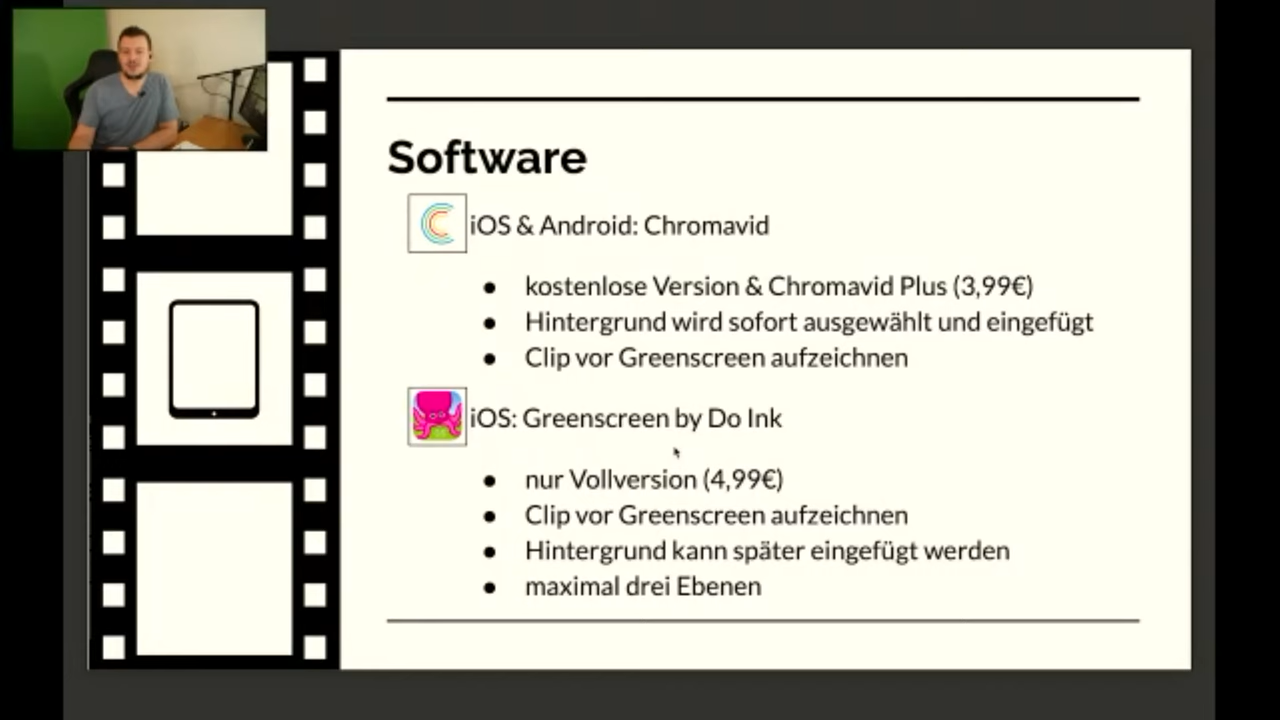 Software
iOS & Android: Chromavid
● kostenlose Version & Chromavid Plus (3,99€)
● Hintergrund wird sofort ausgewählt und eingefügt
● Clip vor Greenscreen aufzeichnen
iOS: Greenscreen by Do Ink
● nur Vollversion (4,99€)
● Clip vor Greenscreen aufzeichnen
● Hintergrund kann später eingefügt werden
● maximal drei Ebenen